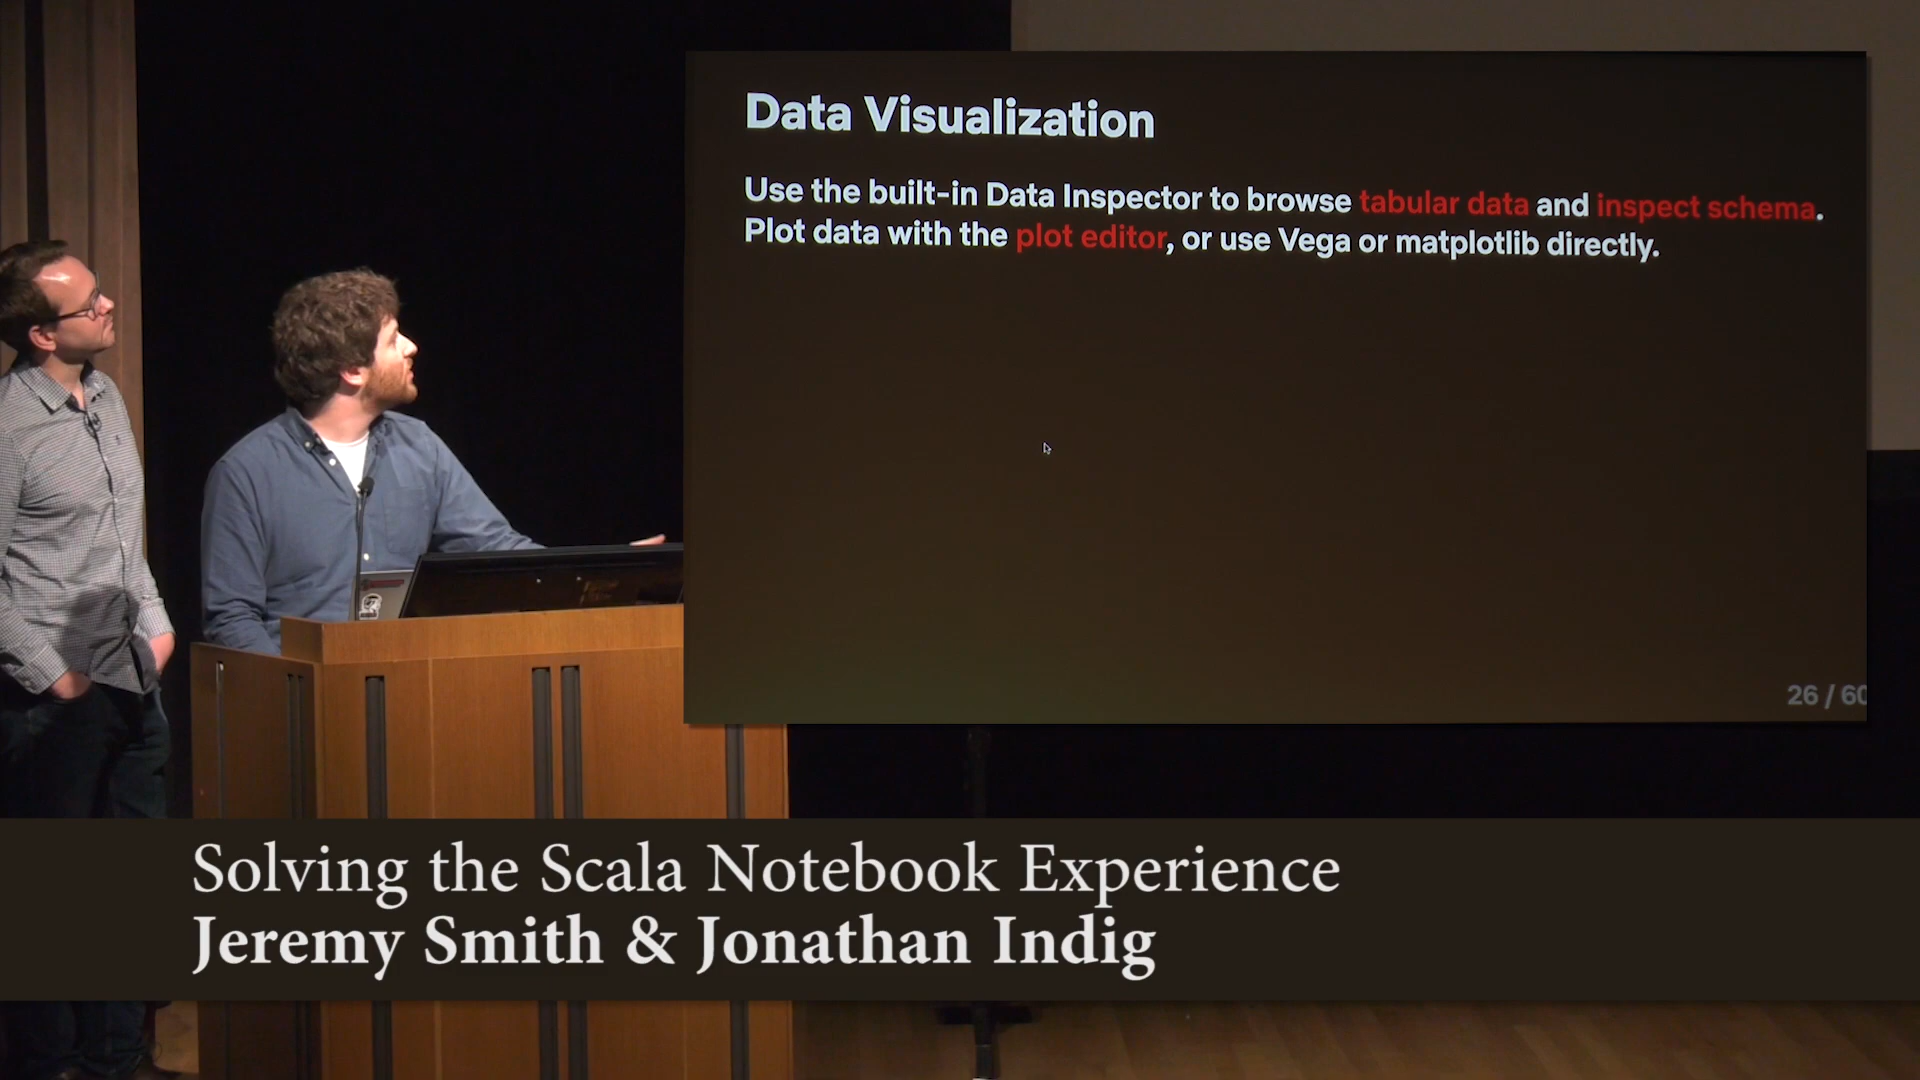 Data Visualization
Use the built-in Data Inspector to browse tabular data and inspect schema.
Plot data with the plot editor, or use Vega or matplotlib directly.
26 / 60
Solving the Scala Notebook Experience
Jeremy Smith & Jonathan Indig